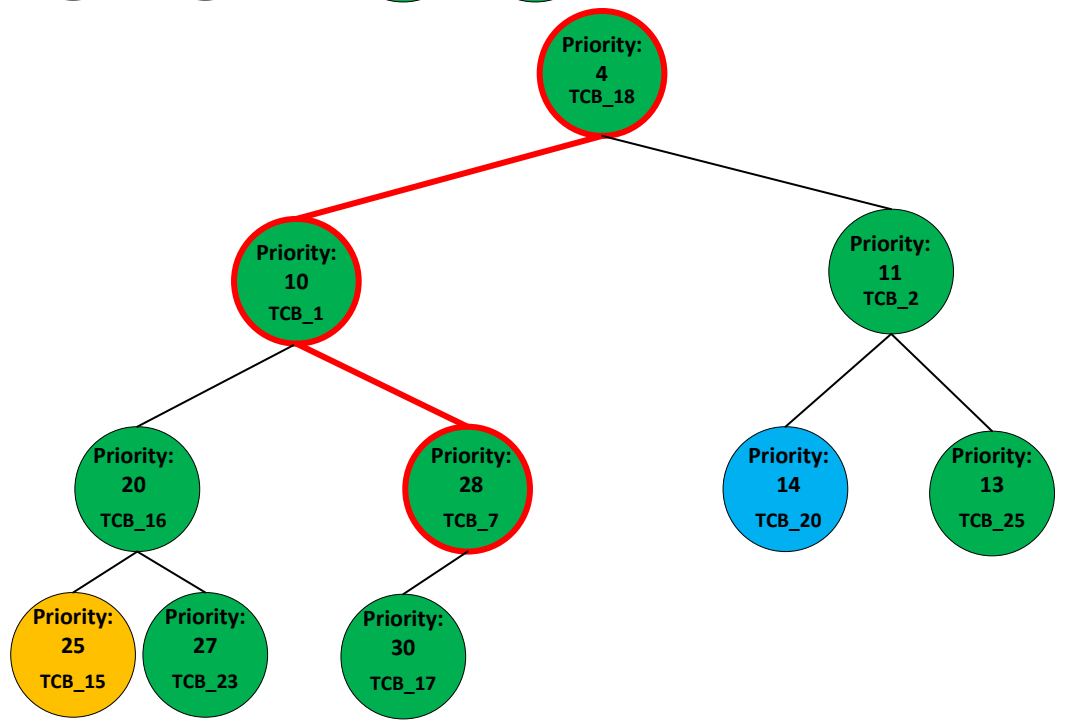 Priority:
4
TCB_18
Priority:
10
TCB_1
Priority:
11
TCB_2
Priority:
20
TCB_16
Priority:
28
TCB_7
Priority:
14
TCB_20
Priority:
13
TCB_25
Priority:
25
TCB_15
Priority:
27
TCB_23
Priority:
30
TCB_17